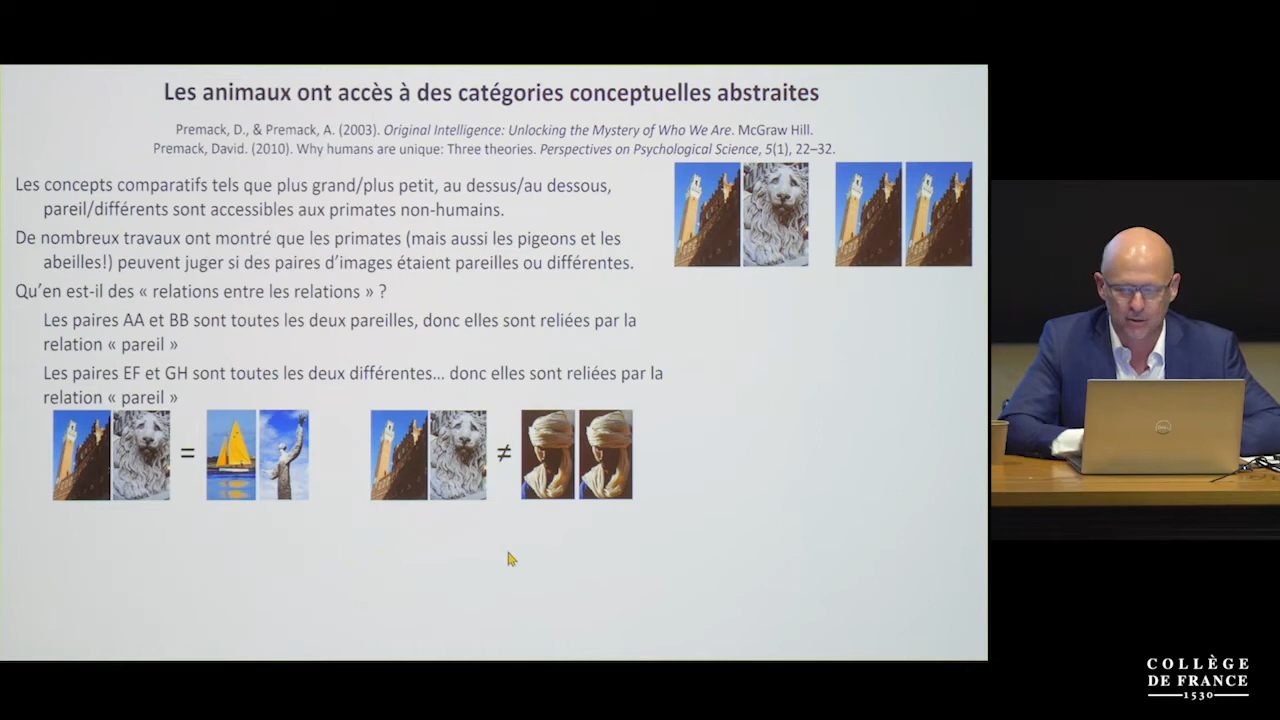 Les animaux ont accès à des catégories conceptuelles abstraites
Premack, D., & Premack, A. (2003). Original Intelligence: Unlocking the Mystery of Who We Are. McGraw Hill.
Premack, David. (2010). Why humans are unique: Three theories. Perspectives on Psychological Science, 5(1), 22–32.
Les concepts comparatifs tels que plus grand/plus petit, au dessus/au dessous,
pareil/différents sont accessibles aux primates non-humains.
De nombreux travaux ont montré que les primates (mais aussi les pigeons et les
abeilles!) peuvent juger si des paires d’images étaient pareilles ou différentes.
Qu’en est-il des « relations entre les relations » ?
Les paires AA et BB sont toutes les deux pareilles, donc elles sont reliées par la
relation « pareil »
Les paires EF et GH sont toutes les deux différentes... donc elles sont reliées par la
relation « pareil »
= ≠
DELL
COLLÈGE
DE FRANCE
1530